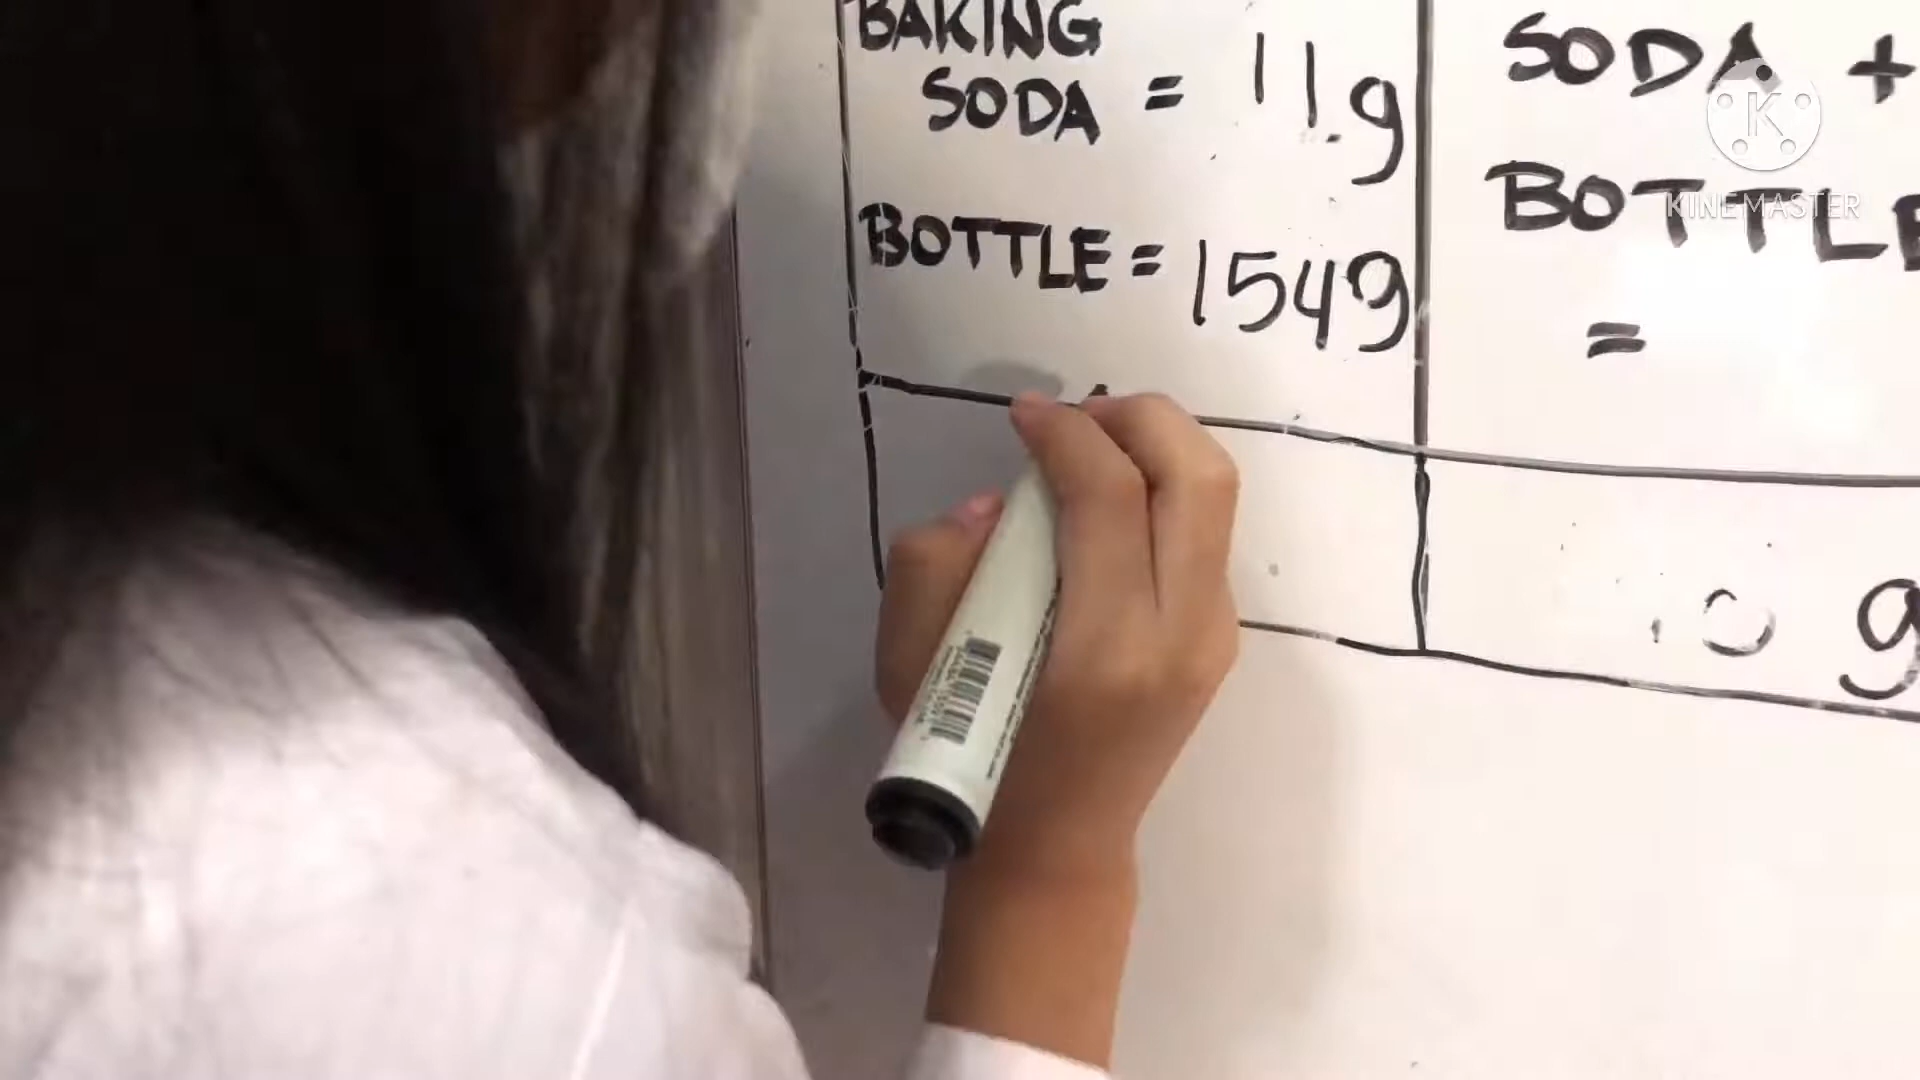 BAKING
SODA = 11g
BOTTLE = 154g
SODA +
BOTTLE
=
g
K
KINEMASTER